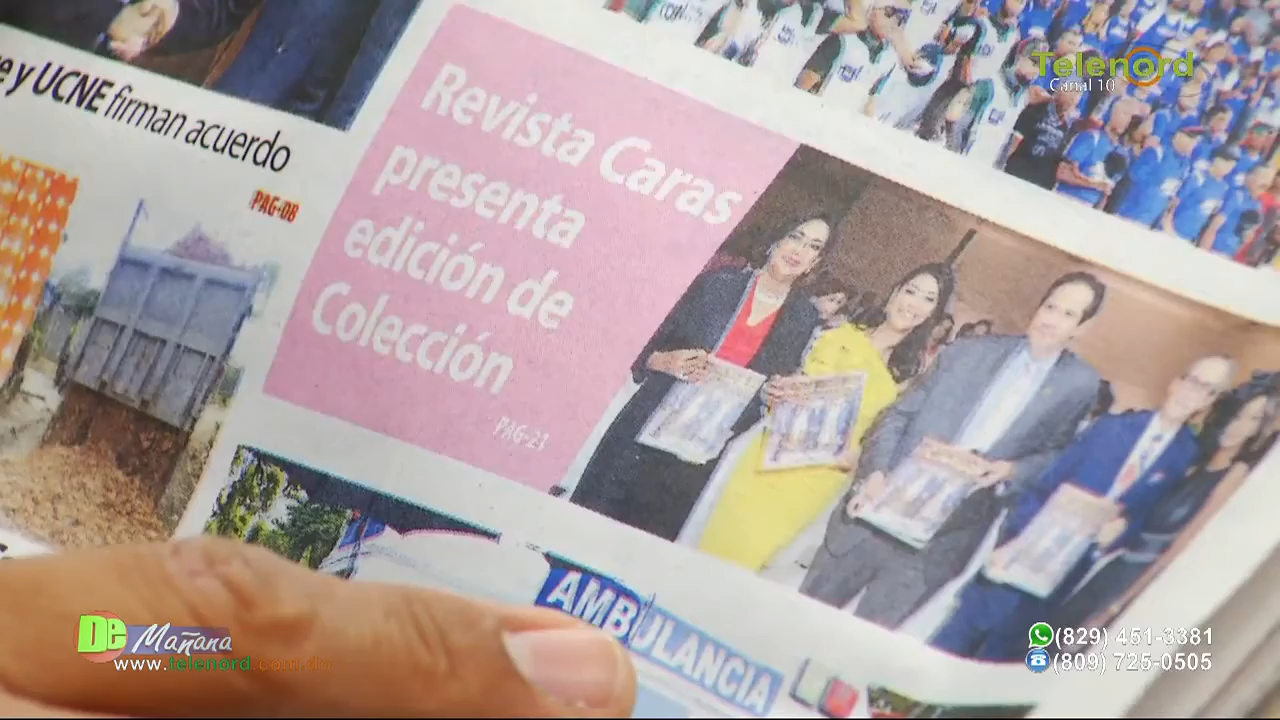 Telenord
Canal 10
e y UCNE firman acuerdo
PAG-08
Revista Caras
presenta
edición de
Colección
PAG-21
AMBULANCIA
De
Mañana
www.telenord.com.do
(829) 451-3381
(809) 725-0505